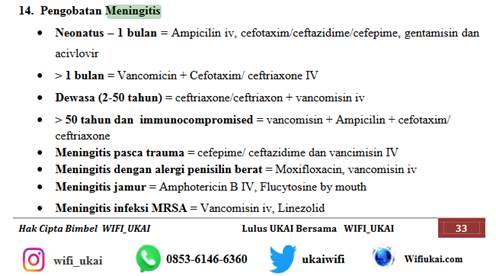 14. Pengobatan Meningitis
• Neonatus – 1 bulan = Ampicilin iv, cefotaxim/ceftazidime/cefepime, gentamisin dan
acivlovir
• > 1 bulan = Vancomicin + Cefotaxim/ ceftriaxone IV
• Dewasa (2-50 tahun) = ceftriaxone/ceftriaxon + vancomisin iv
• > 50 tahun dan immunocompromised = vancomisin + Ampicilin + cefotaxim/
ceftriaxone
• Meningitis pasca trauma = cefepime/ ceftazidime dan vancimisin IV
• Meningitis dengan alergi penisilin berat = Moxifloxacin, vancomisin iv
• Meningitis jamur = Amphotericin B IV, Flucytosine by mouth
• Meningitis infeksi MRSA = Vancomisin iv, Linezolid
Hak Cipta Bimbel WIFI_UKAI Lulus UKAI Bersama WIFI_UKAI 33
wifi_ukai 0853-6146-6360 ukaiwifi Wifiukai.com